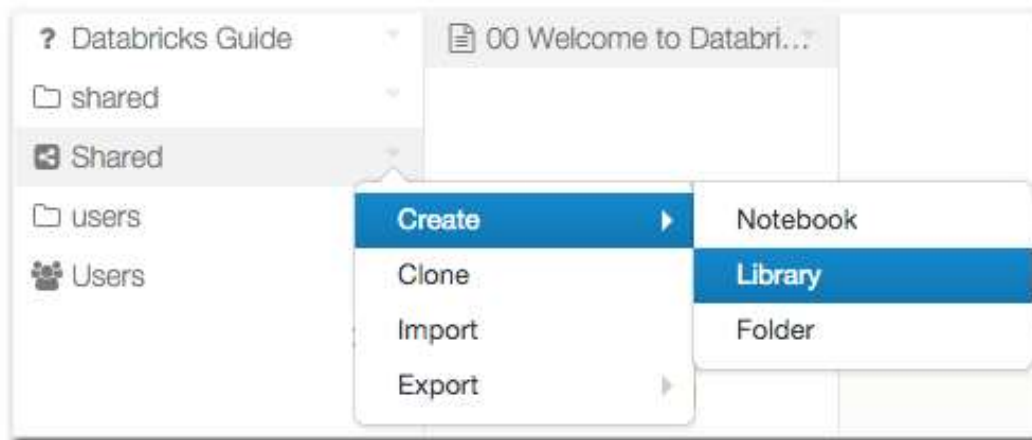 ? Databricks Guide
00 Welcome to Databri...
shared
Shared
users
Users
Create
Clone
Import
Export
Notebook
Library
Folder